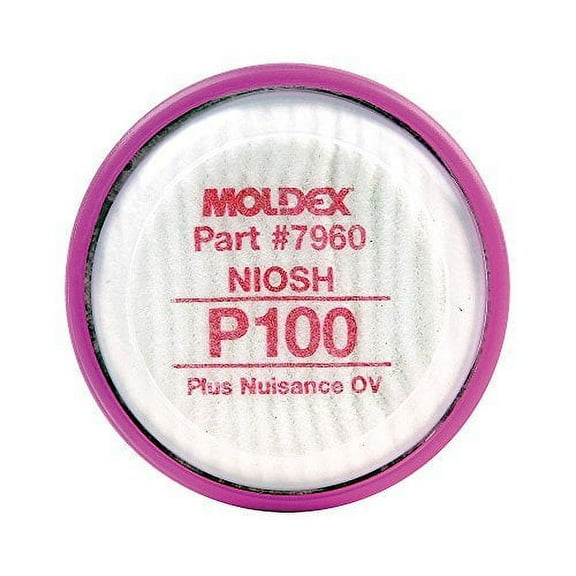 MOLDEX
Part #7960
NIOSH
P100
Plus Nuisance OV